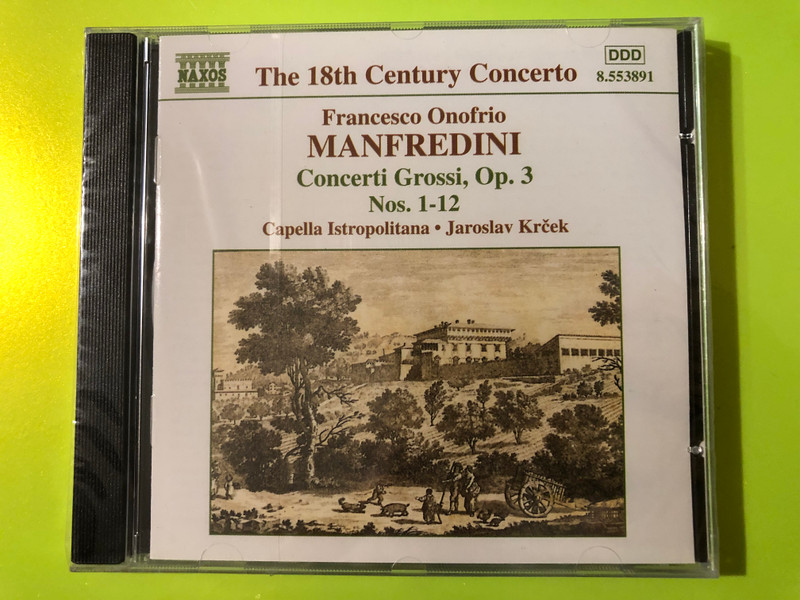 NAXOS
The 18th Century Concerto
DDD
8.553891
Francesco Onofrio
MANFREDINI
Concerti Grossi, Op. 3
Nos. 1-12
Capella Istropolitana • Jaroslav Krček